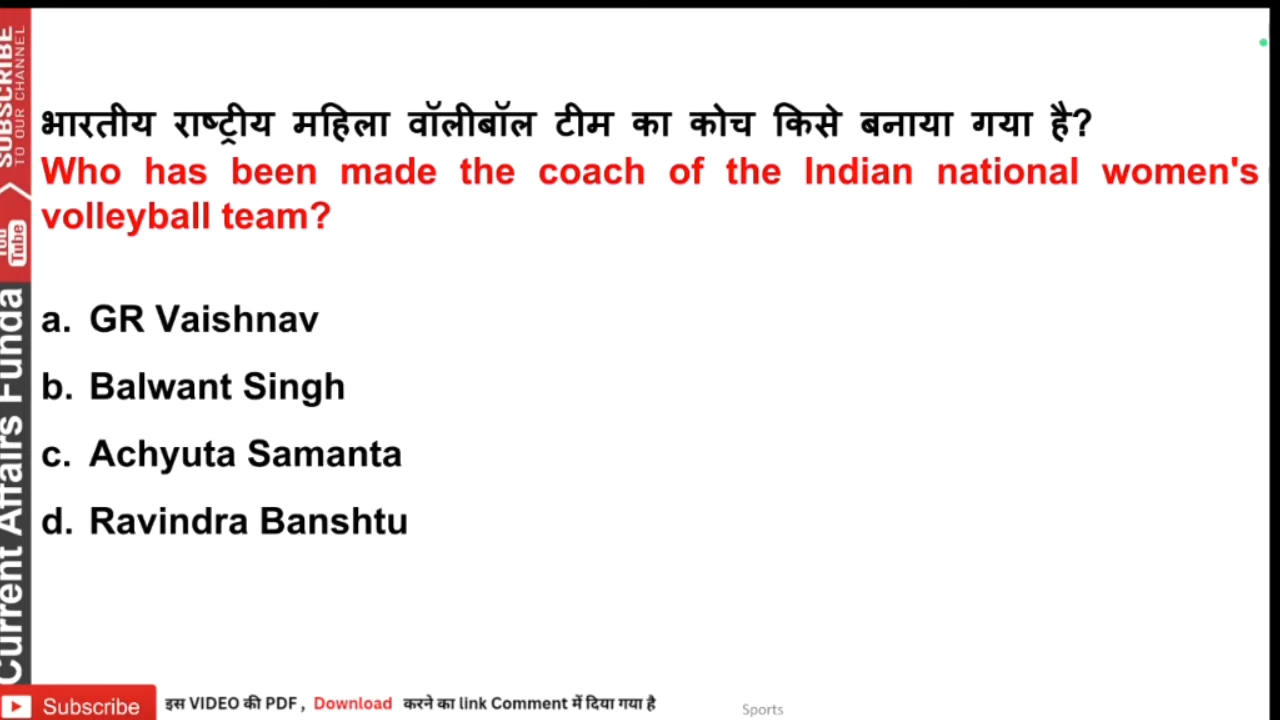 SUBSCRIBE
TO OUR CHANNEL
You
Tube
Current Affairs Funda
भारतीय राष्ट्रीय महिला वॉलीबॉल टीम का कोच किसे बनाया गया है?
Who has been made the coach of the Indian national women's
volleyball team?
a. GR Vaishnav
b. Balwant Singh
c. Achyuta Samanta
d. Ravindra Banshtu
Subscribe इस VIDEO की PDF , Download करने का link Comment में दिया गया है
Sports